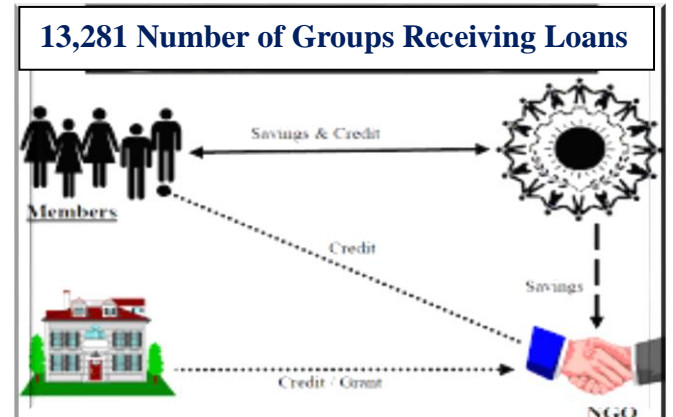 13,281 Number of Groups Receiving Loans
Savings & Credit
Members
Credit
Savings
Credit / Grant
NGO